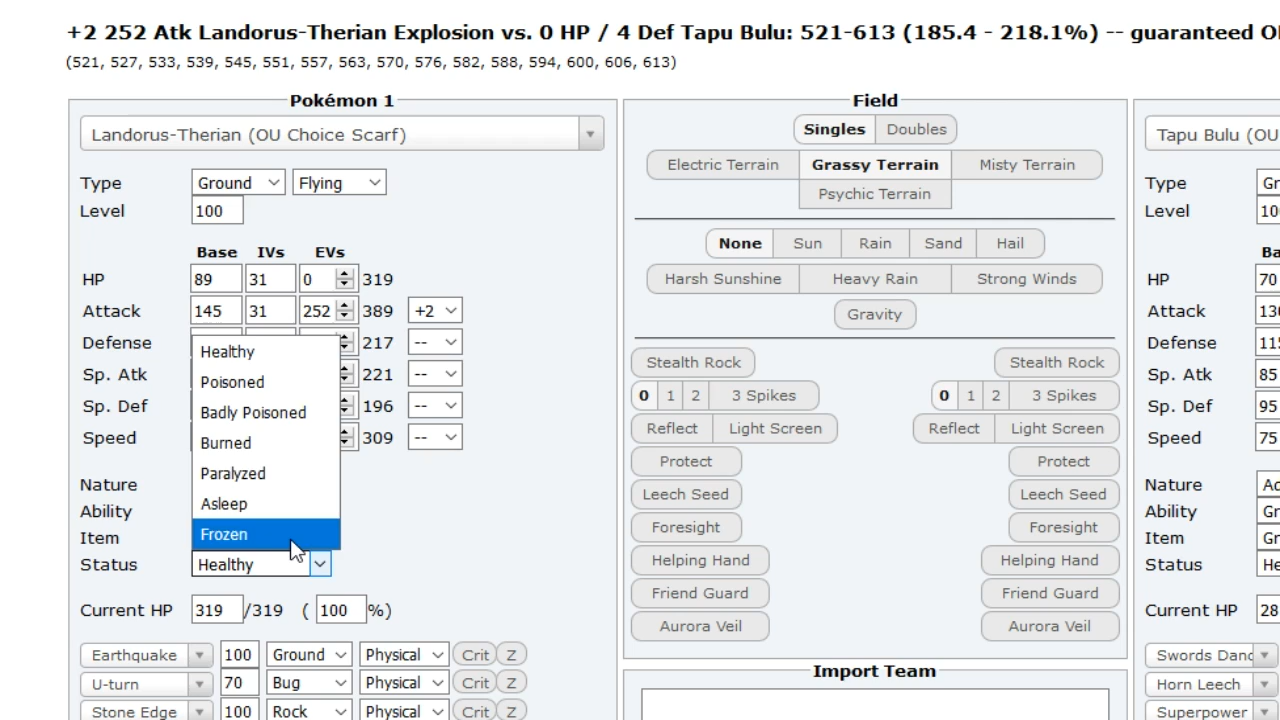 +2 252 Atk Landorus-Therian Explosion vs. 0 HP / 4 Def Tapu Bulu: 521-613 (185.4 - 218.1%) -- guaranteed O
(521, 527, 533, 539, 545, 551, 557, 563, 570, 576, 582, 588, 594, 600, 606, 613)
Pokémon 1
Landorus-Therian (OU Choice Scarf)
Type Ground Flying
Level 100
Base IVs EVs
HP 89 31 0 319
Attack 145 31 252 389 +2
Defense 217 --
Sp. Atk 221 --
Sp. Def 196 --
Speed 309 --
Healthy
Poisoned
Badly Poisoned
Burned
Paralyzed
Asleep
Frozen
Nature
Ability
Item
Status Healthy
Current HP 319 /319 ( 100 %)
Earthquake 100 Ground Physical Crit Z
U-turn 70 Bug Physical Crit Z
Stone Edge 100 Rock Physical Crit Z
Field
Singles Doubles
Electric Terrain Grassy Terrain Misty Terrain
Psychic Terrain
None Sun Rain Sand Hail
Harsh Sunshine Heavy Rain Strong Winds
Gravity
Stealth Rock Stealth Rock
0 1 2 3 Spikes 0 1 2 3 Spikes
Reflect Light Screen Reflect Light Screen
Protect Protect
Leech Seed Leech Seed
Foresight Foresight
Helping Hand Helping Hand
Friend Guard Friend Guard
Aurora Veil Aurora Veil
Import Team
Tapu Bulu (OU
Type Gr
Level 10
Ba
HP 70
Attack 130
Defense 115
Sp. Atk 85
Sp. Def 95
Speed 75
Nature Ad
Ability Gr
Item Gr
Status He
Current HP 28
Swords Danc
Horn Leech
Superpower